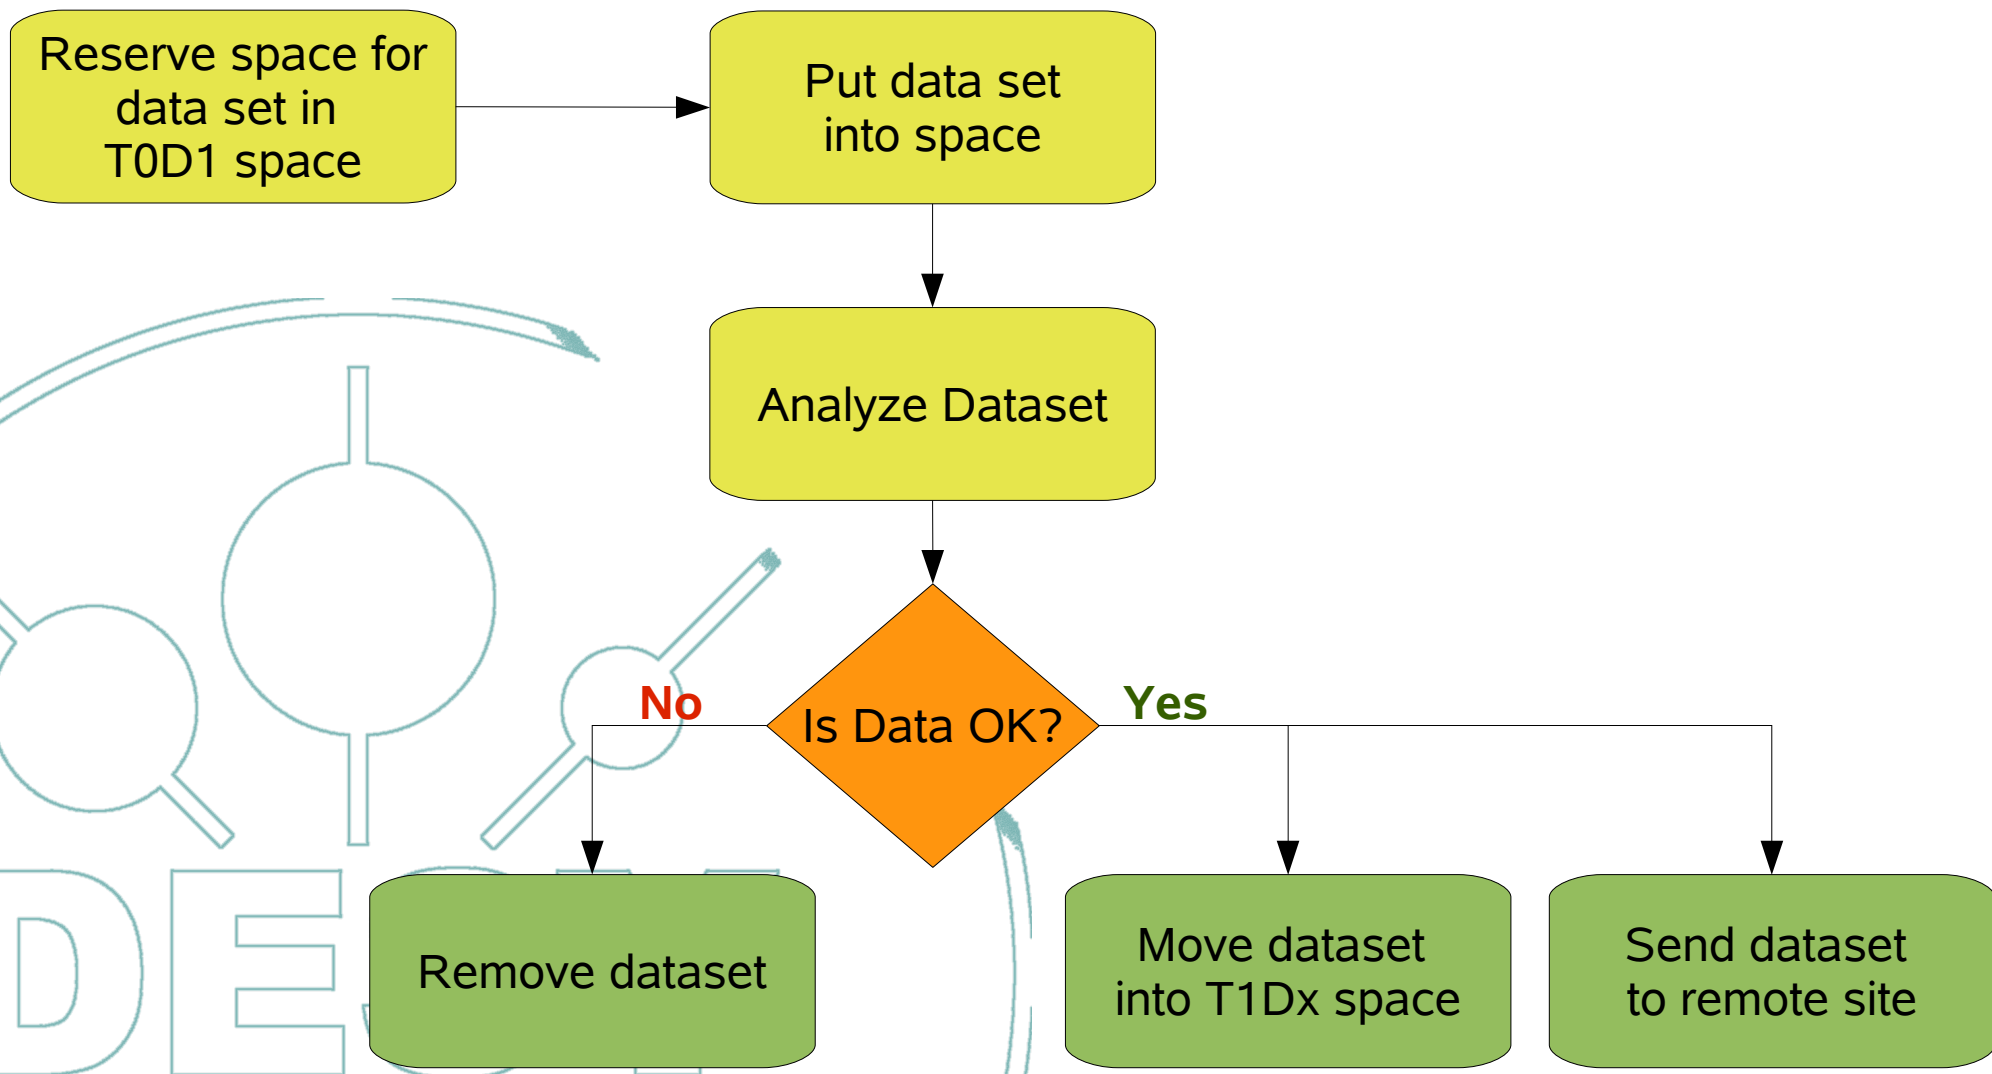 Reserve space for
data set in
T0D1 space
Put data set
into space
Analyze Dataset
No
Is Data OK?
Yes
Remove dataset
Move dataset
into T1Dx space
Send dataset
to remote site
DESY